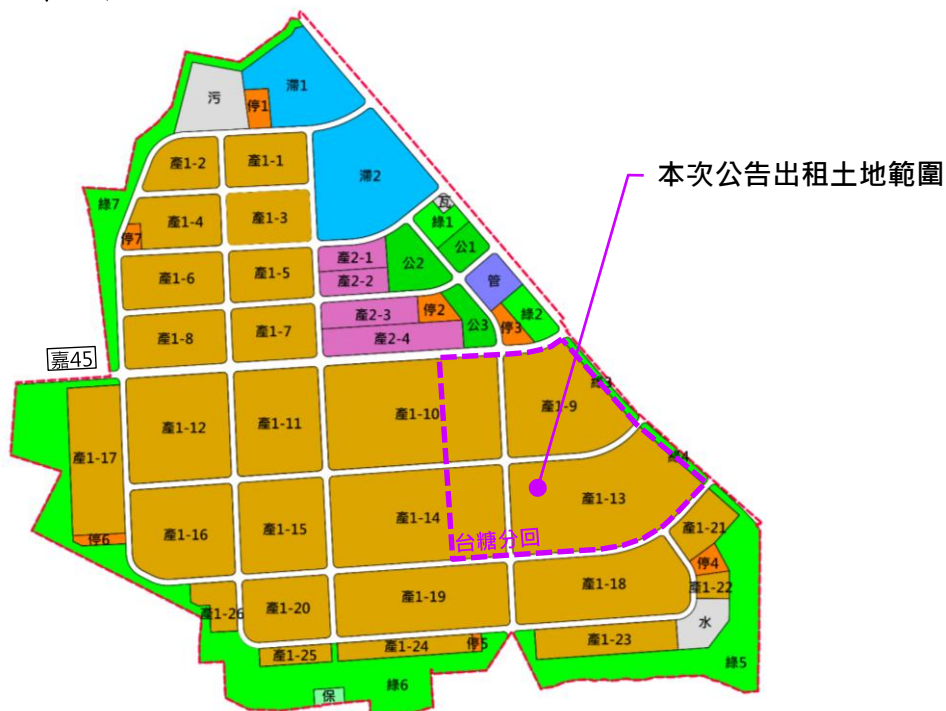 滯1
污
停1
產1-2
產1-1
滯2
本次公告出租土地範圍
綠7
產1-4
產1-3
瓦
綠1
停7
公1
產2-1
公2
產1-6
產1-5
產2-2
管
產2-3
停2
綠2
產1-8
產1-7
公3
停3
產2-4
嘉45
綠3
產1-9
產1-10
產1-12
產1-11
產1-17
綠4
產1-13
產1-14
產1-16
產1-15
產1-21
停6
台糖分回
停4
產1-18
產1-22
產1-19
產1-26
產1-20
水
產1-23
產1-24
停5
產1-25
綠5
綠6
保